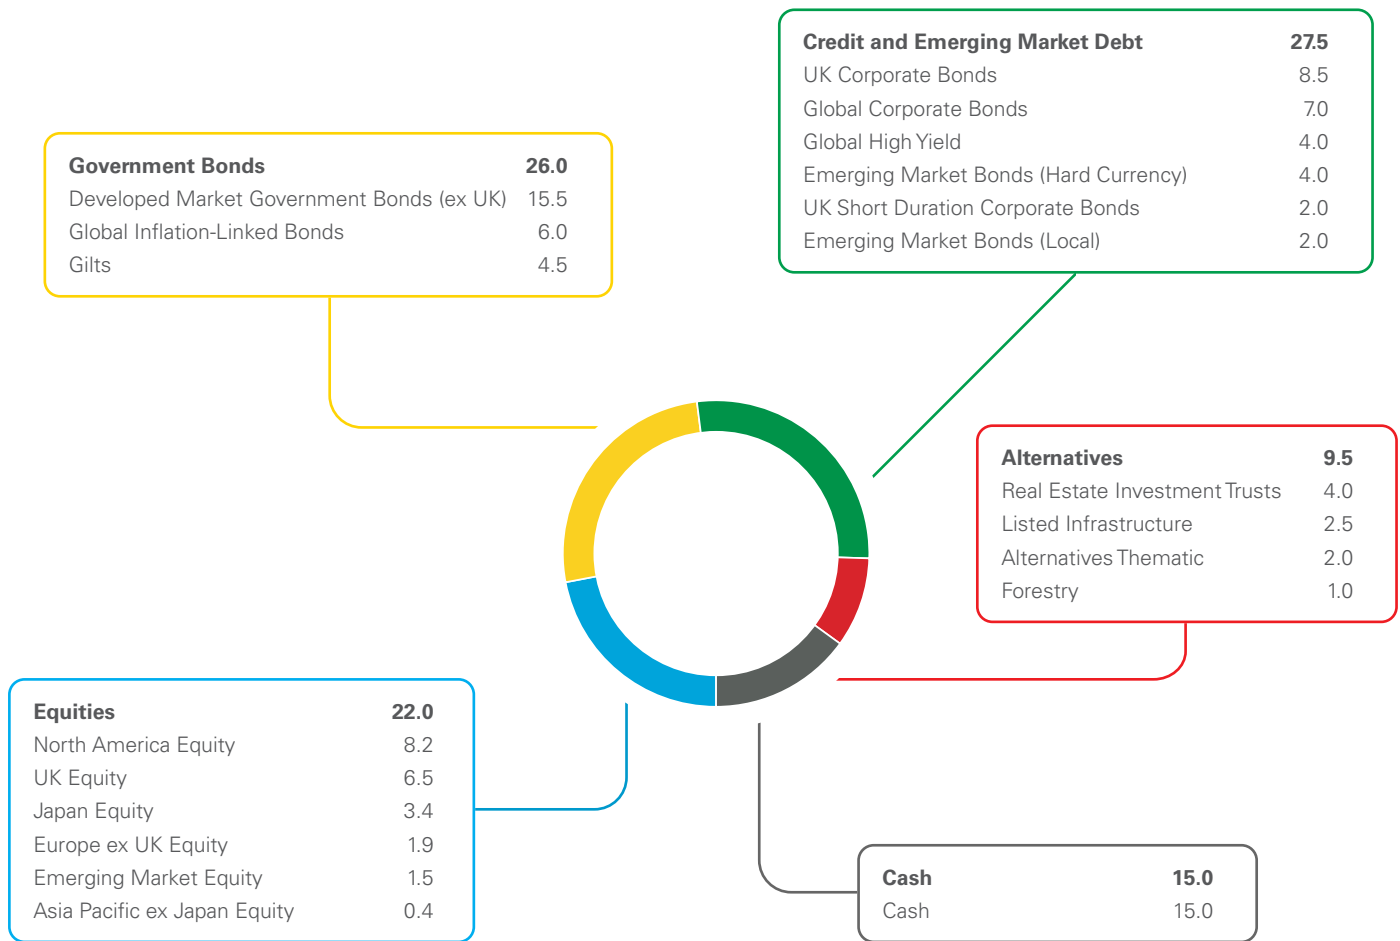 Credit and Emerging Market Debt 27.5
UK Corporate Bonds 8.5
Global Corporate Bonds 7.0
Global High Yield 4.0
Emerging Market Bonds (Hard Currency) 4.0
UK Short Duration Corporate Bonds 2.0
Emerging Market Bonds (Local) 2.0
Government Bonds 26.0
Developed Market Government Bonds (ex UK) 15.5
Global Inflation-Linked Bonds 6.0
Gilts 4.5
Alternatives 9.5
Real Estate Investment Trusts 4.0
Listed Infrastructure 2.5
Alternatives Thematic 2.0
Forestry 1.0
Equities 22.0
North America Equity 8.2
UK Equity 6.5
Japan Equity 3.4
Europe ex UK Equity 1.9
Emerging Market Equity 1.5
Asia Pacific ex Japan Equity 0.4
Cash 15.0
Cash 15.0